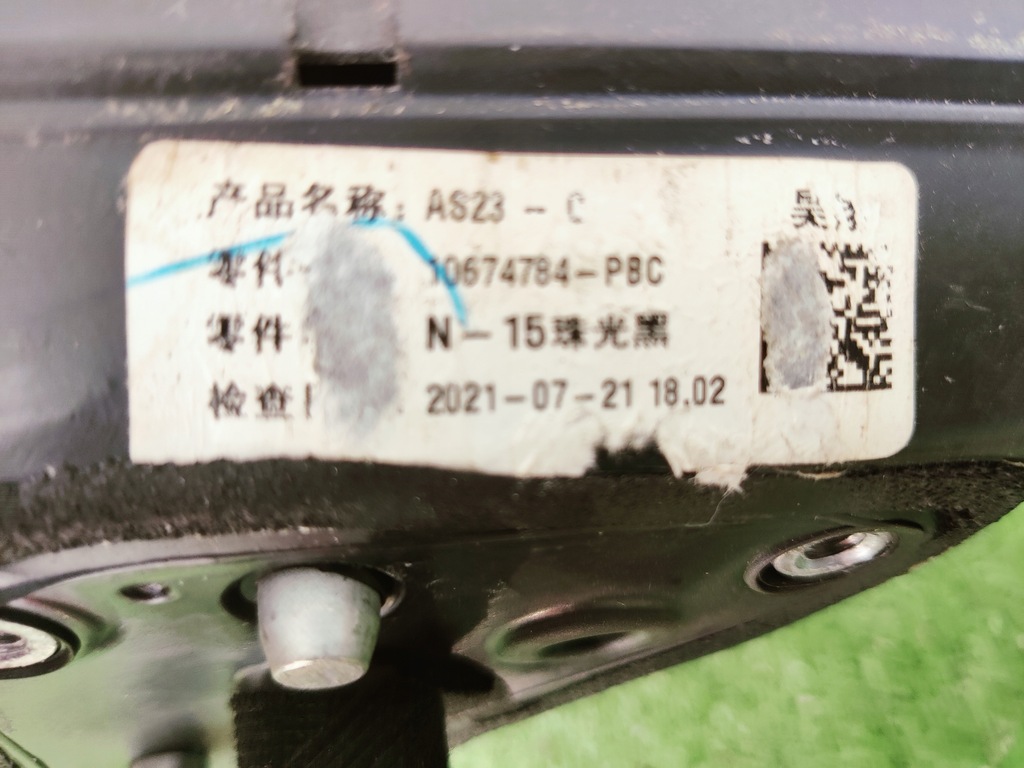 产品名称: AS23 - C
吴
零件 10674784-PBC
零件 N-15珠光黑
检查 2021-07-21 18.02